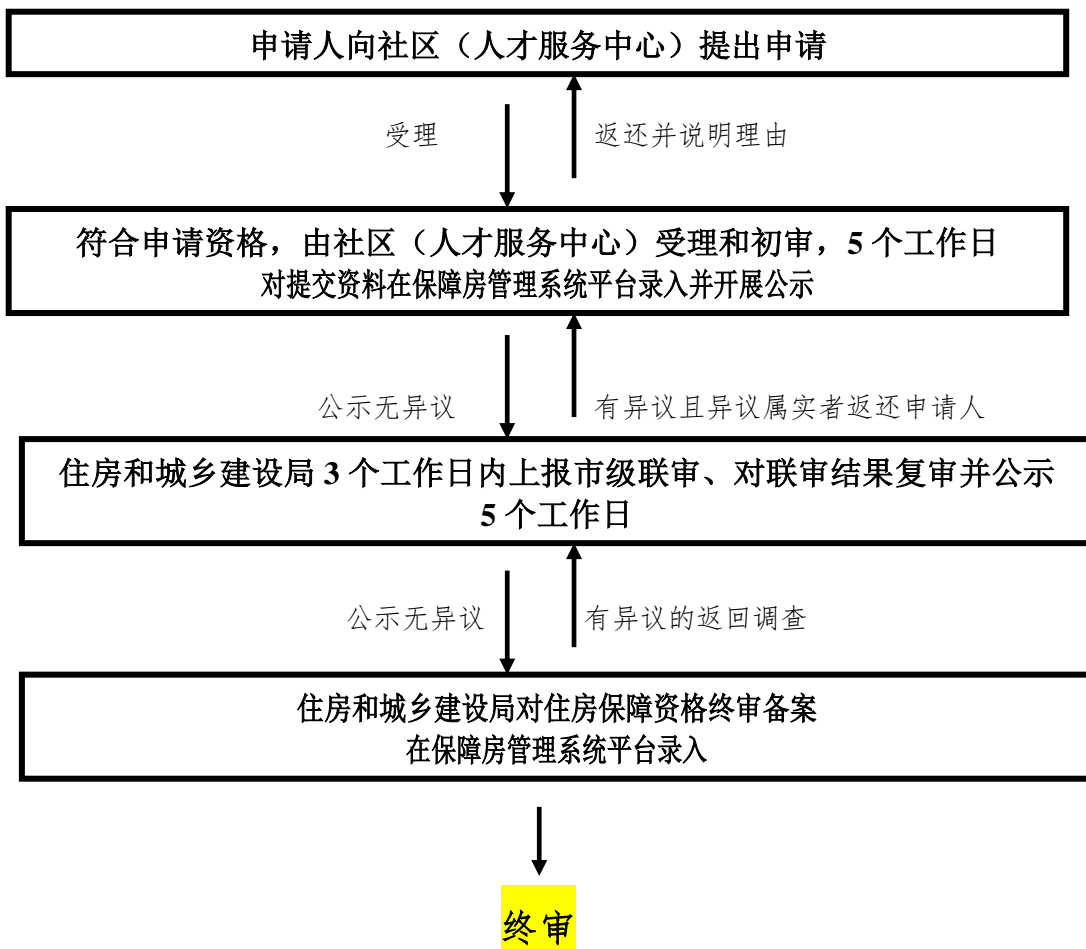 申请人向社区（人才服务中心）提出申请
受理
返还并说明理由
符合申请资格，由社区（人才服务中心）受理和初审，5 个工作日
对提交资料在保障房管理系统平台录入并开展公示
公示无异议
有异议且异议属实者返还申请人
住房和城乡建设局 3 个工作日内上报市级联审、对联审结果复审并公示
5 个工作日
公示无异议
有异议的返回调查
住房和城乡建设局对住房保障资格终审备案
在保障房管理系统平台录入
终审